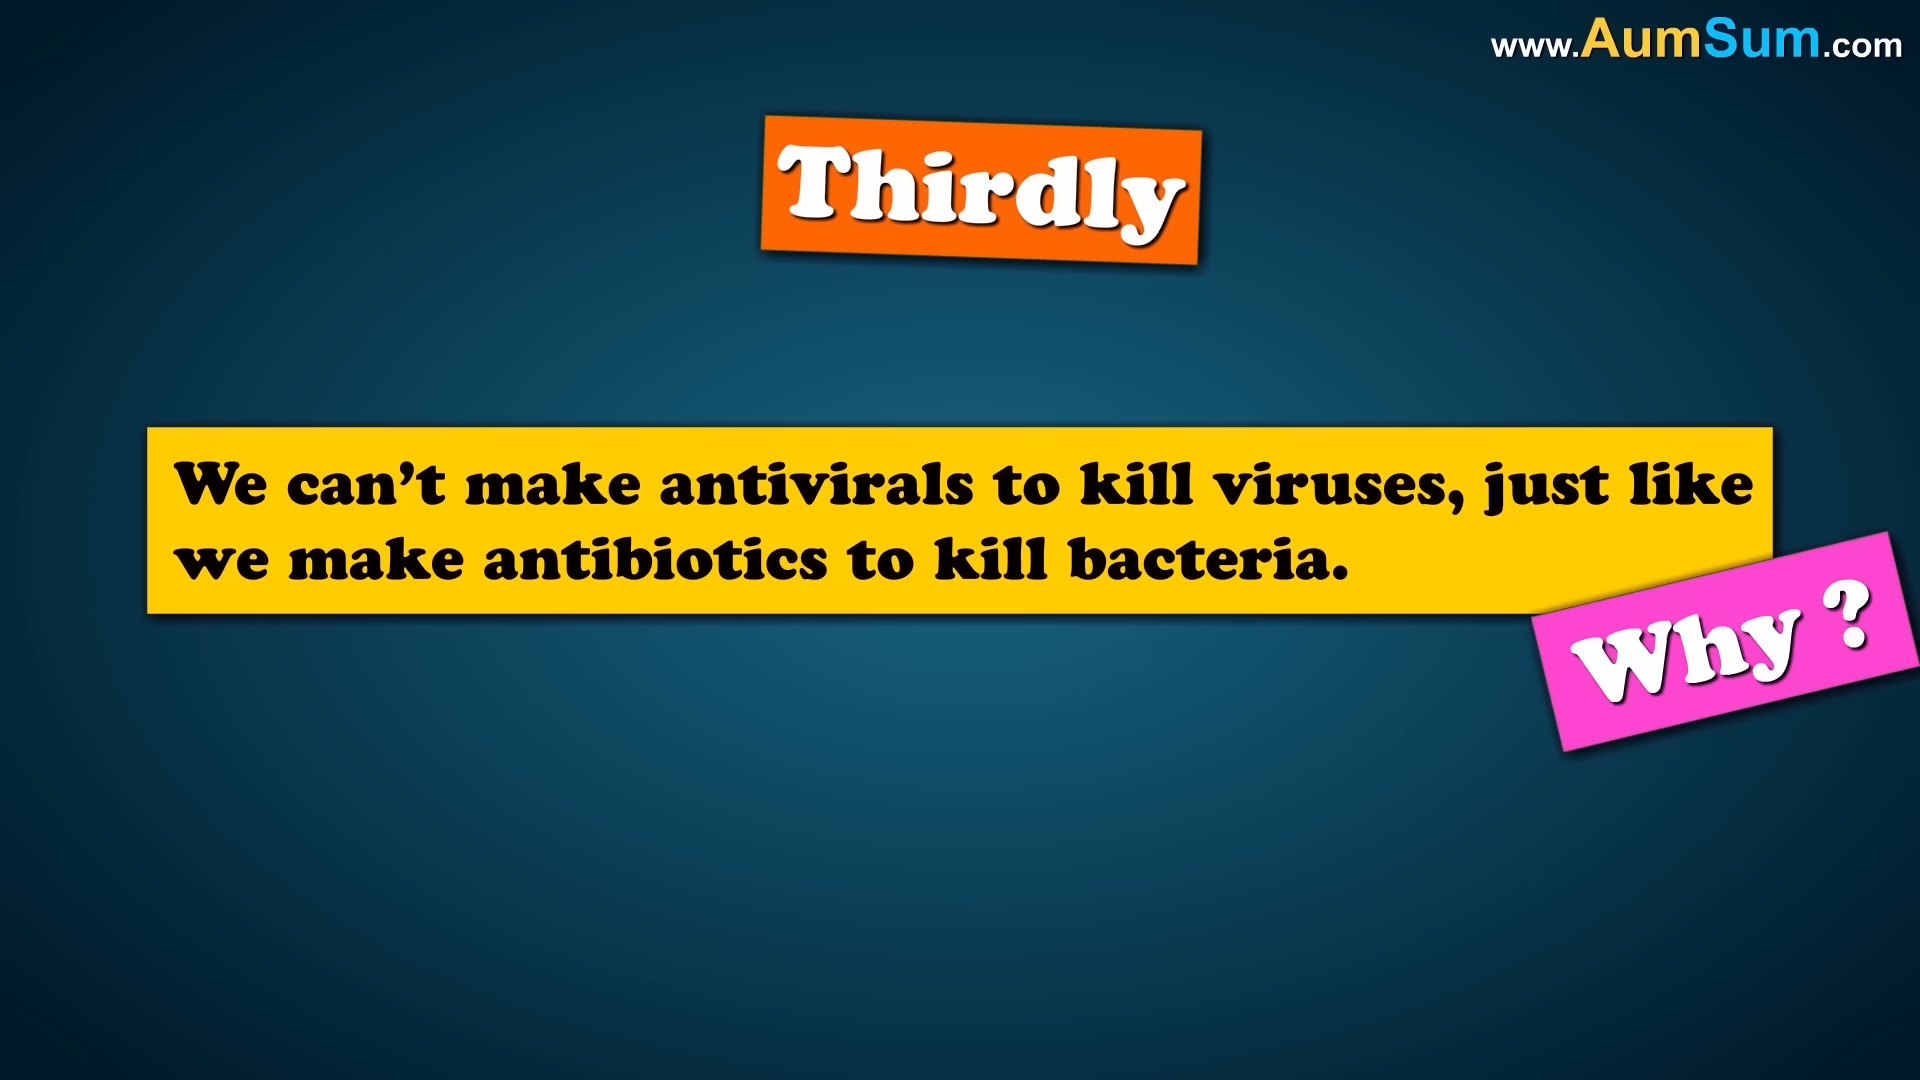 www.AumSum.com
Thirdly
We can’t make antivirals to kill viruses, just like
we make antibiotics to kill bacteria.
Why ?